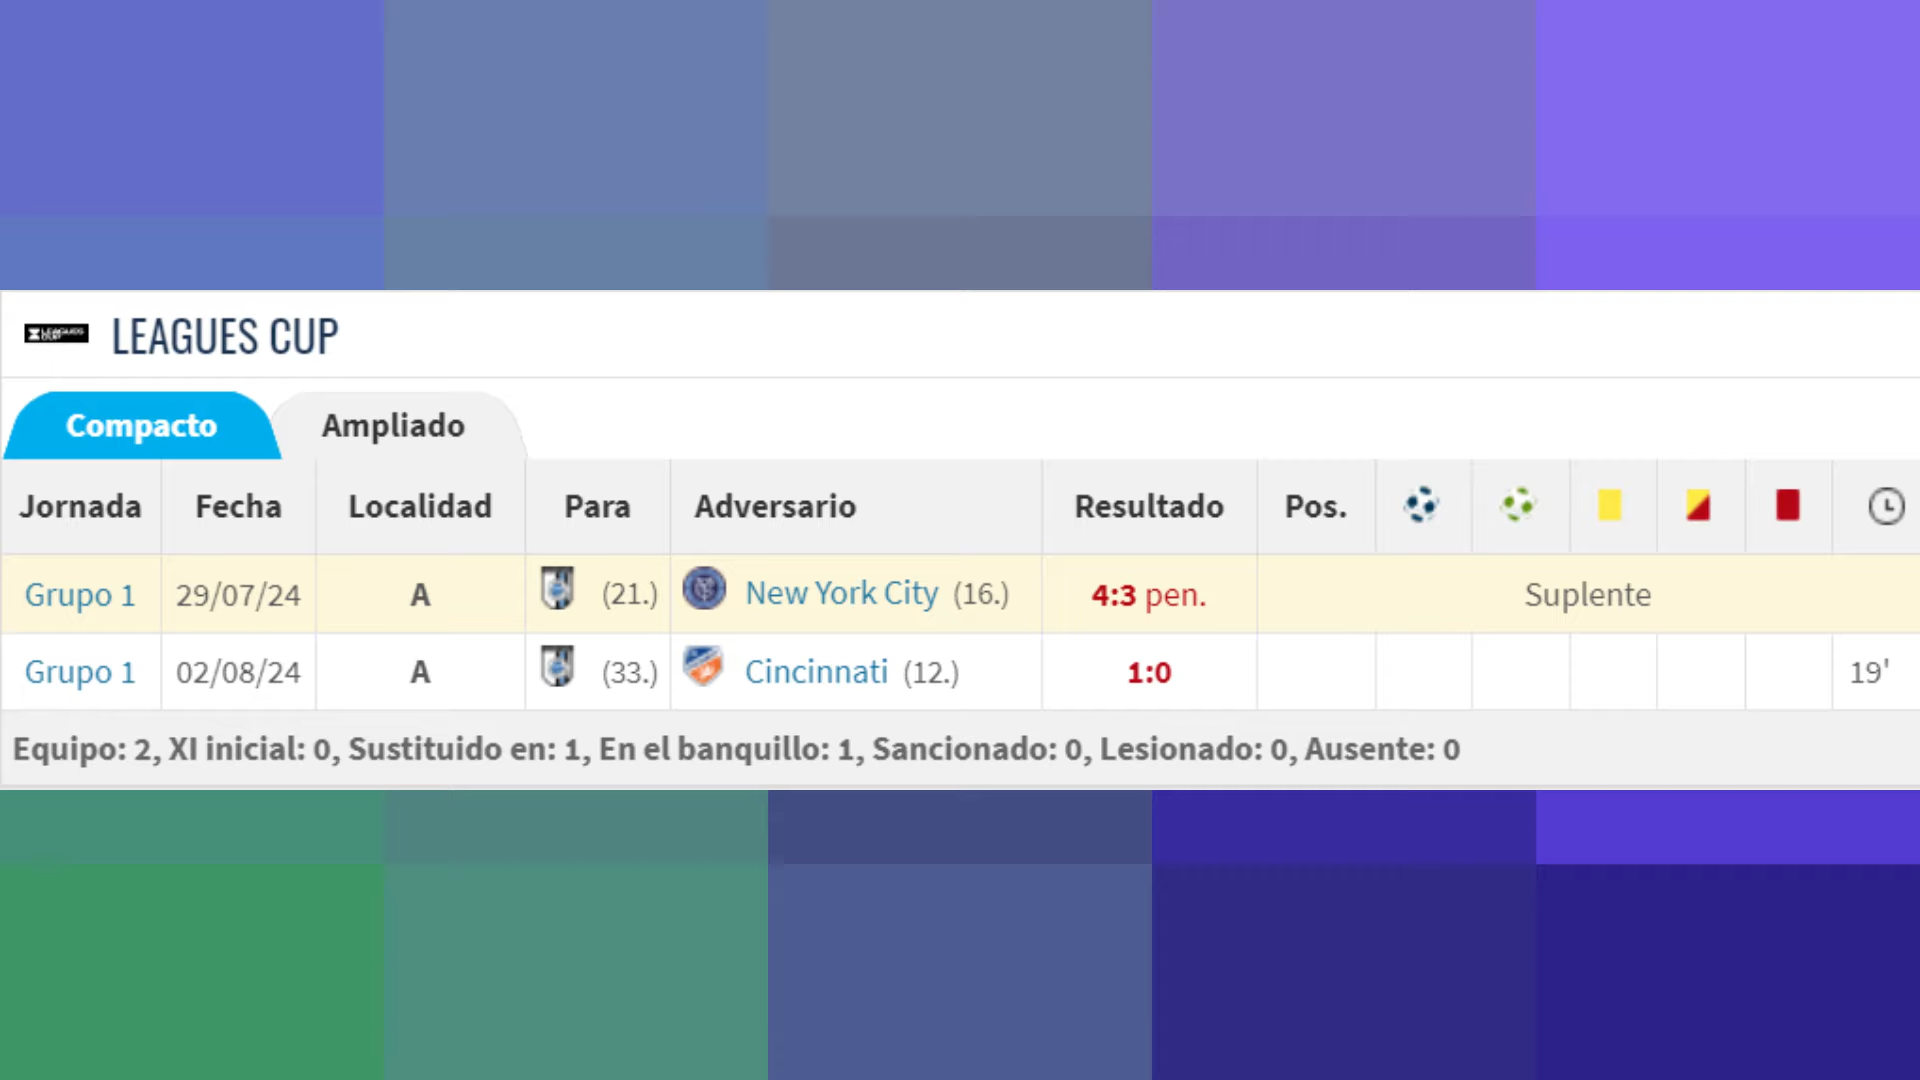 LEAGUES CUP
LEAGUES CUP
Compacto Ampliado
Jornada Fecha Localidad Para Adversario Resultado Pos.
Grupo 1 29/07/24 A (21.) New York City (16.) 4:3 pen. Suplente
Grupo 1 02/08/24 A (33.) Cincinnati (12.) 1:0 19'
Equipo: 2, XI inicial: 0, Sustituido en: 1, En el banquillo: 1, Sancionado: 0, Lesionado: 0, Ausente: 0